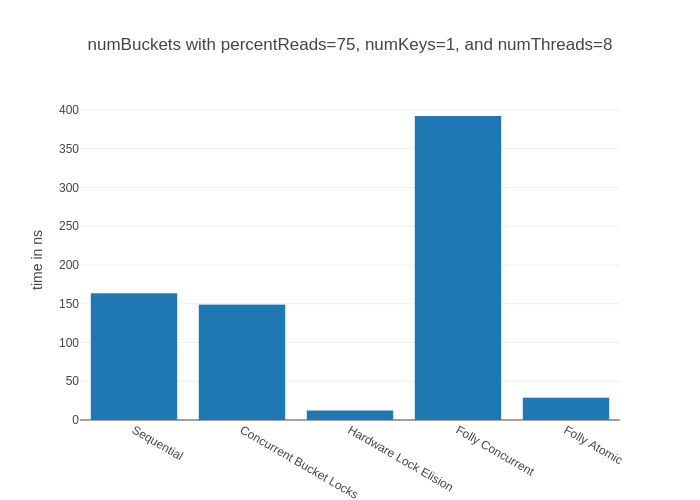 numBuckets with percentReads=75, numKeys=1, and numThreads=8
400
350
300
250
200
150
100
50
0
time in ns
Sequential
Concurrent Bucket Locks
Hardware Lock Elision
Folly Concurrent
Folly Atomic